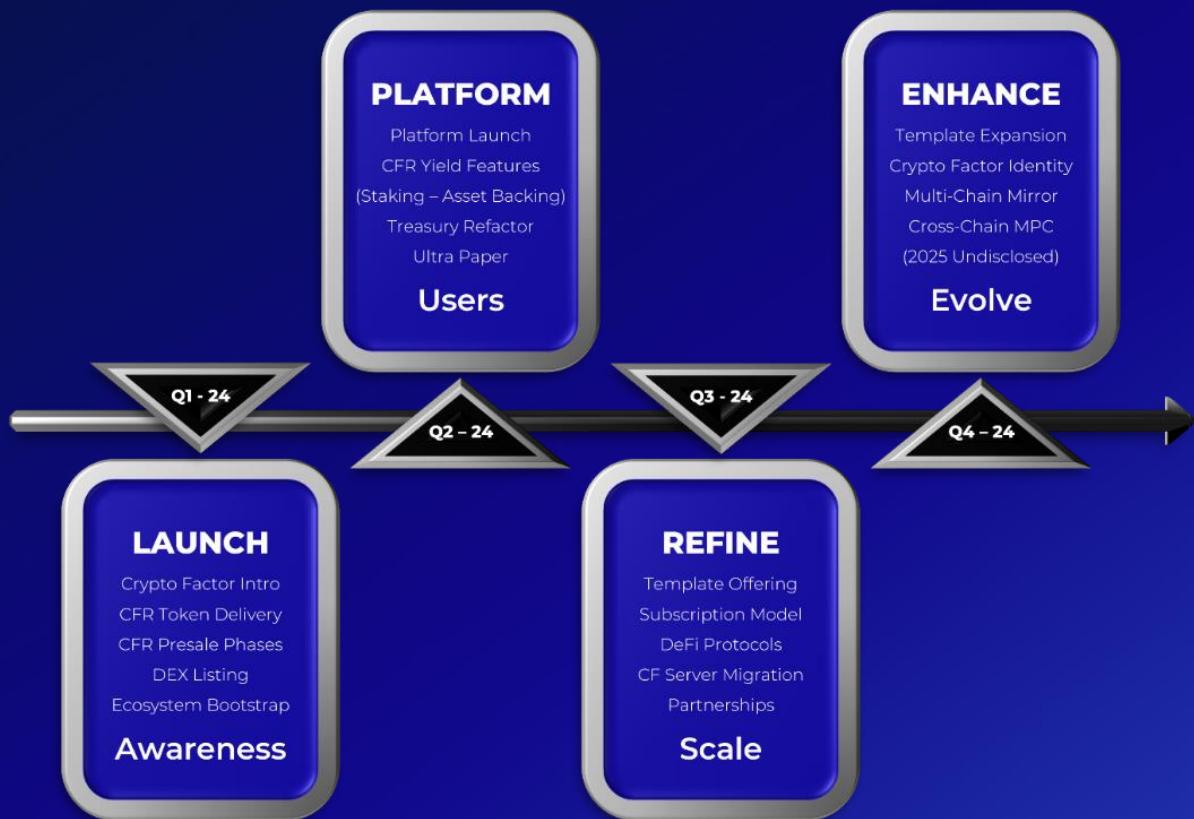 PLATFORM
Platform Launch
CFR Yield Features
(Staking – Asset Backing)
Treasury Refactor
Ultra Paper
Users
ENHANCE
Template Expansion
Crypto Factor Identity
Multi-Chain Mirror
Cross-Chain MPC
(2025 Undisclosed)
Evolve
Q1 - 24
Q2 – 24
Q3 - 24
Q4 – 24
LAUNCH
Crypto Factor Intro
CFR Token Delivery
CFR Presale Phases
DEX Listing
Ecosystem Bootstrap
Awareness
REFINE
Template Offering
Subscription Model
DeFi Protocols
CF Server Migration
Partnerships
Scale